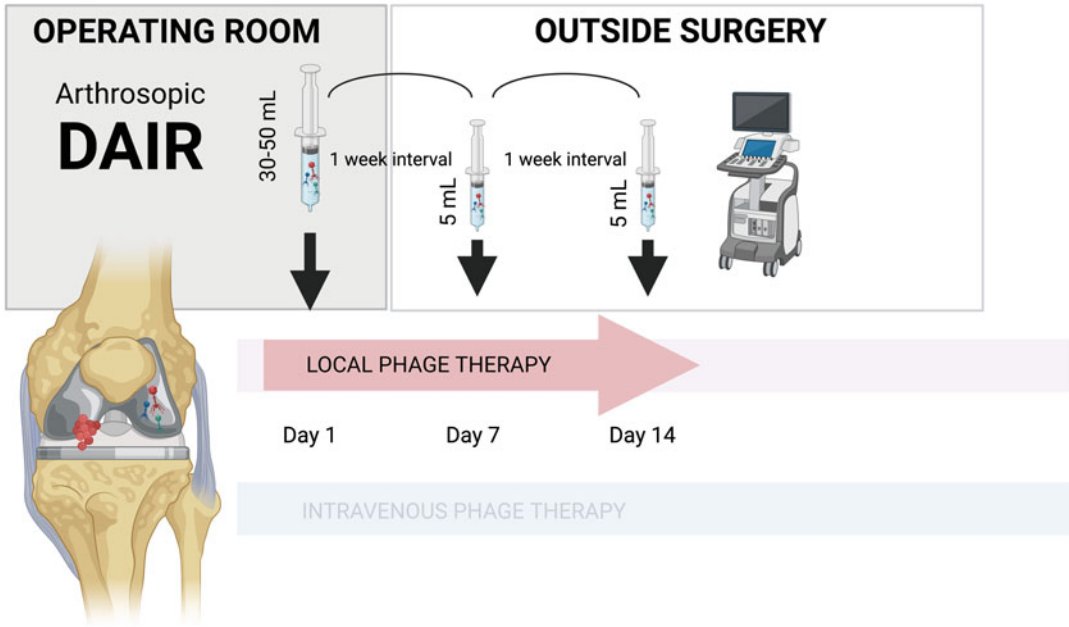 OPERATING ROOM
OUTSIDE SURGERY
Arthrosopic
DAIR
30-50 mL
1 week interval
5 mL
1 week interval
5 mL
LOCAL PHAGE THERAPY
Day 1
Day 7
Day 14
INTRAVENOUS PHAGE THERAPY